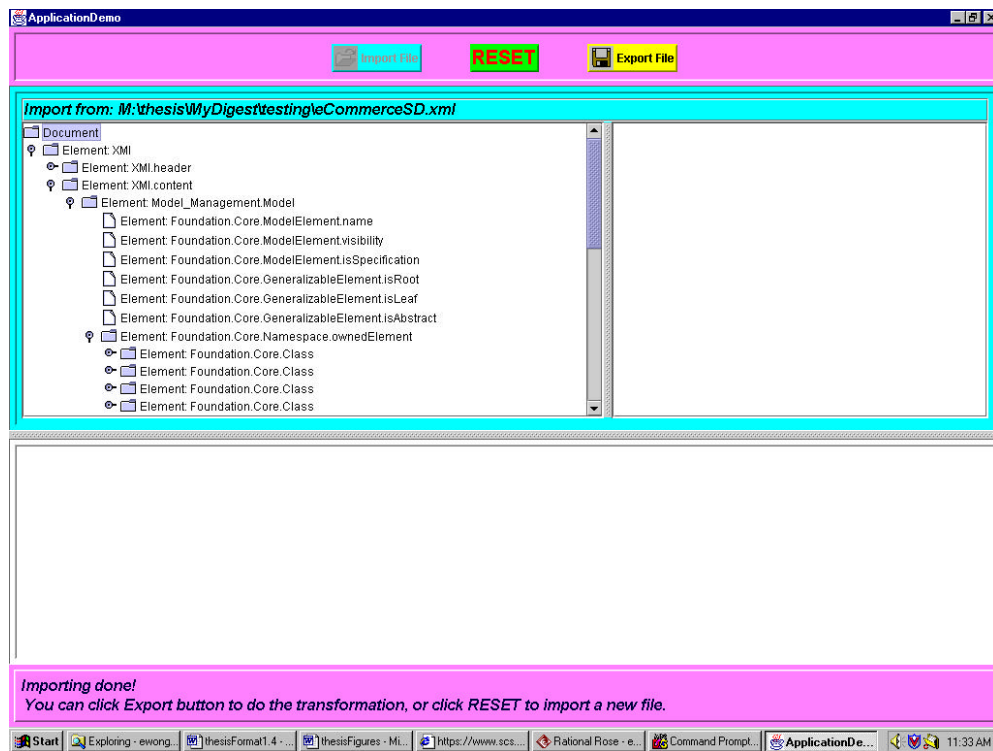 ApplicationDemo
Import File
RESET
Export File
Import from: M:\thesis\MyDigest\testing\eCommerceSD.xml
Document
Element: XMI
Element: XMI.header
Element: XMI.content
Element: Model_Management.Model
Element: Foundation.Core.ModelElement.name
Element: Foundation.Core.ModelElement.visibility
Element: Foundation.Core.ModelElement.isSpecification
Element: Foundation.Core.GeneralizableElement.isRoot
Element: Foundation.Core.GeneralizableElement.isLeaf
Element: Foundation.Core.GeneralizableElement.isAbstract
Element: Foundation.Core.Namespace.ownedElement
Element: Foundation.Core.Class
Element: Foundation.Core.Class
Element: Foundation.Core.Class
Element: Foundation.Core.Class
Importing done!
You can click Export button to do the transformation, or click RESET to import a new file.
Start
Exploring - ewong...
thesisFormat1.4 - ...
thesisFigures - Mi...
https://www.scs....
Rational Rose - e...
Command Prompt...
ApplicationDe...
11:33 AM